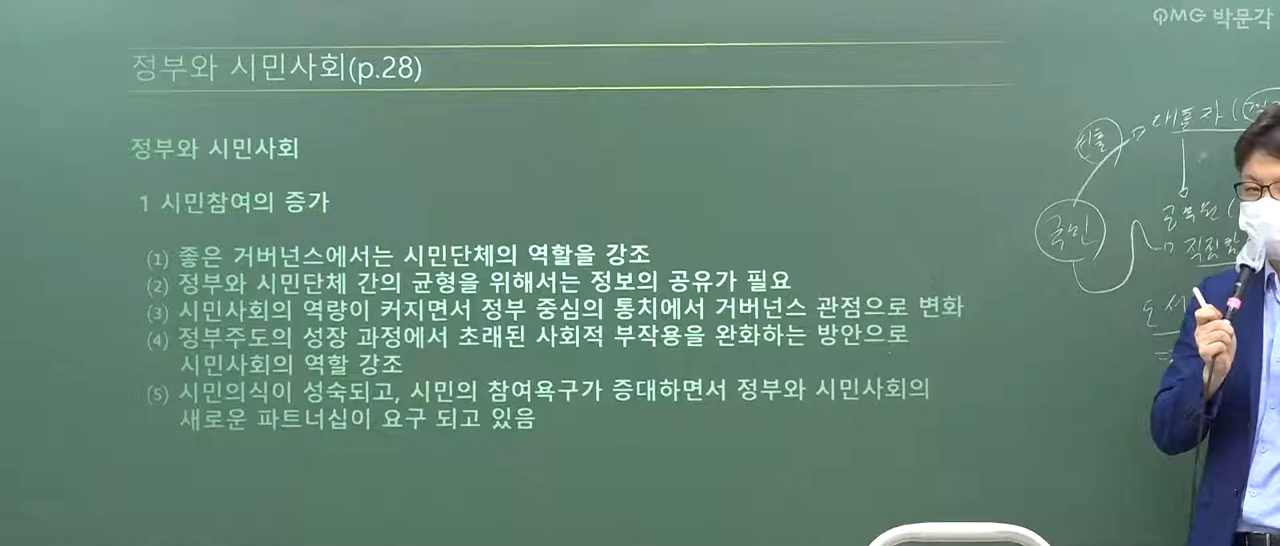 PMG 박문각
정부와 시민사회(p.28)
정부와 시민사회
1 시민참여의 증가
(1) 좋은 거버넌스에서는 시민단체의 역할을 강조
(2) 정부와 시민단체 간의 균형을 위해서는 정보의 공유가 필요
(3) 시민사회의 역량이 커지면서 정부 중심의 통치에서 거버넌스 관점으로 변화
(4) 정부주도의 성장 과정에서 초래된 사회적 부작용을 완화하는 방안으로
시민사회의 역할 강조
(5) 시민의식이 성숙되고, 시민의 참여욕구가 증대하면서 정부와 시민사회의
새로운 파트너십이 요구 되고 있음
선출
국민
공무원